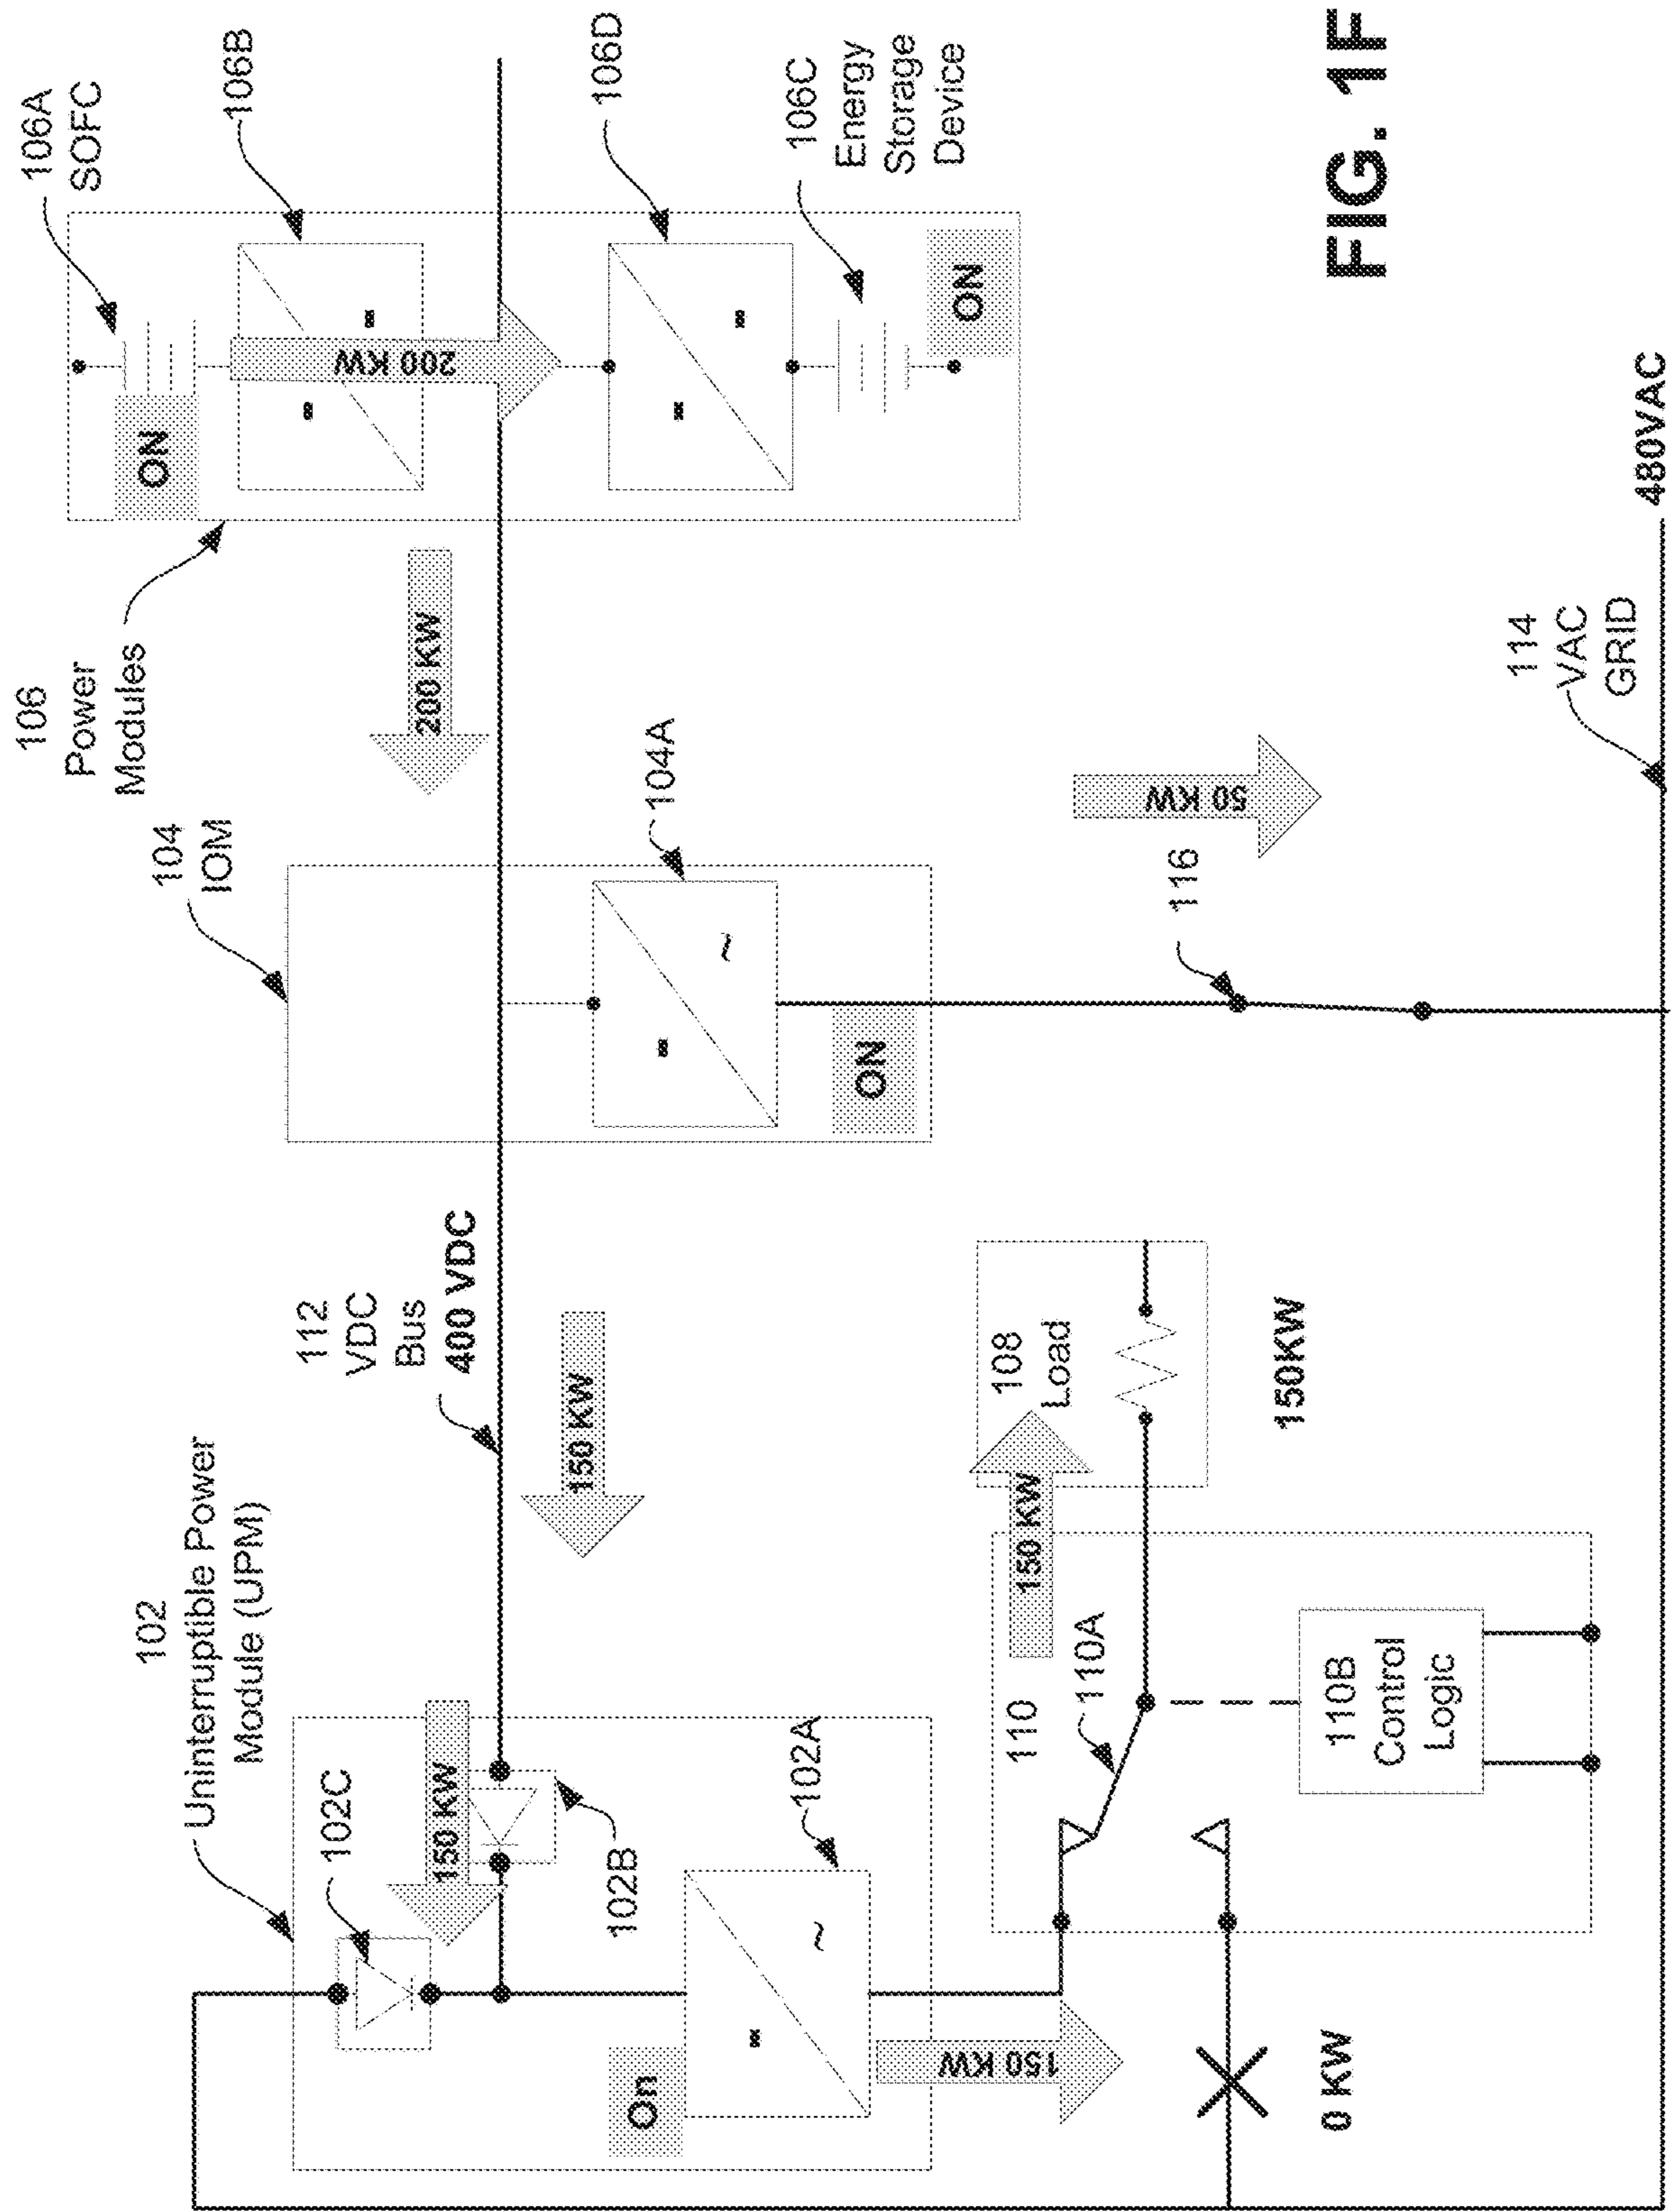 102
Uninterruptible Power
Module (UPM)
102C
150 KW
102B
102A
On
150 KW
0 KW
112
VDC
Bus
400 VDC
150 KW
110
110A
110B
Control
Logic
150 KW
108
Load
150KW
104
IOM
104A
ON
116
50 KW
106
Power
Modules
200 KW
106A
SOFC
ON
106B
200 KW
106D
106C
Energy
Storage
Device
ON
114
VAC
GRID
480VAC
FIG. 1F